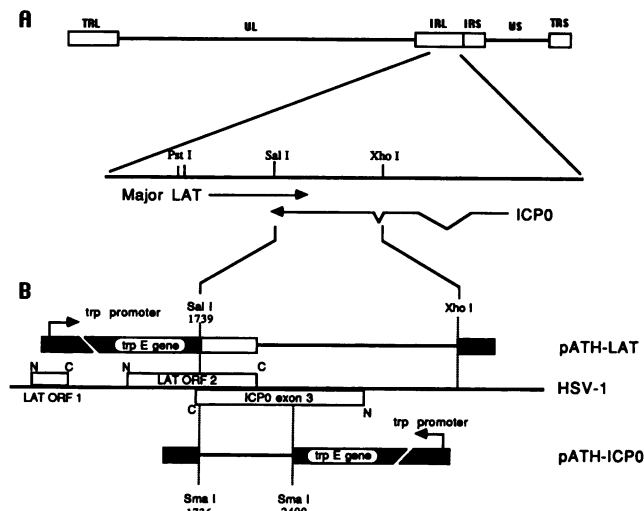 A
TRL UL IRL IRS US TRS
Pst I Sal I Xho I
Major LAT
ICP0
B
trp promoter Sal I 1739 Xho I
trp E gene pATH-LAT
N C N LAT ORF 2 C
LAT ORF 1 HSV-1
C ICP0 exon 3 N
trp promoter
trp E gene pATH-ICP0
Sma I Sma I